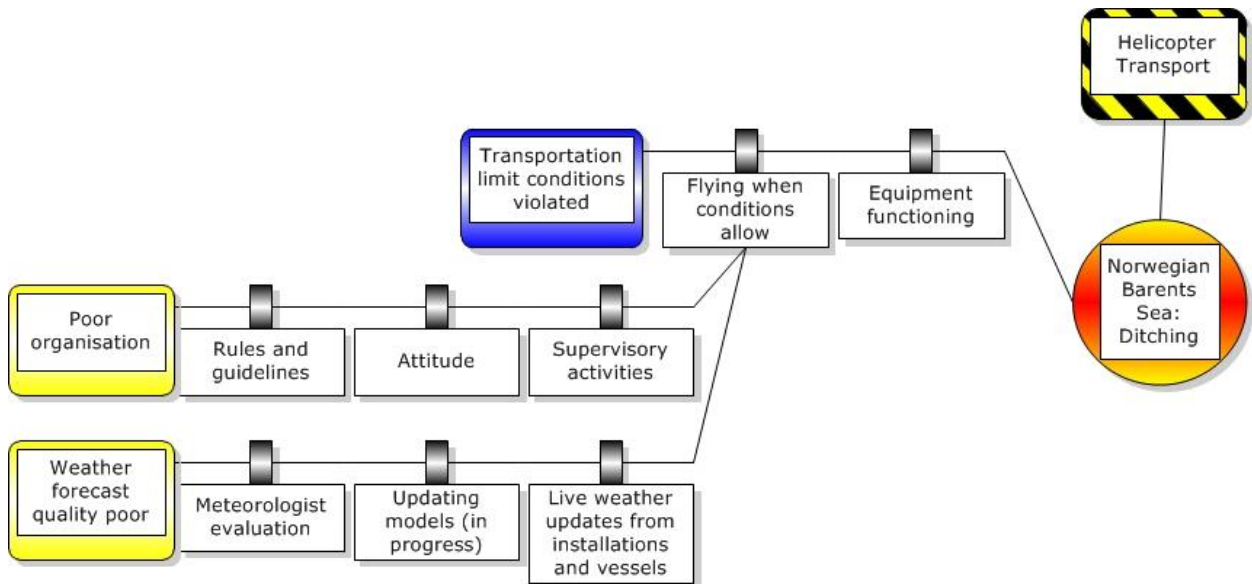 Helicopter
Transport
Transportation
limit conditions
violated
Flying when
conditions
allow
Equipment
functioning
Norwegian
Barents
Sea:
Ditching
Poor
organisation
Rules and
guidelines
Attitude
Supervisory
activities
Weather
forecast
quality poor
Meteorologist
evaluation
Updating
models (in
progress)
Live weather
updates from
installations
and vessels